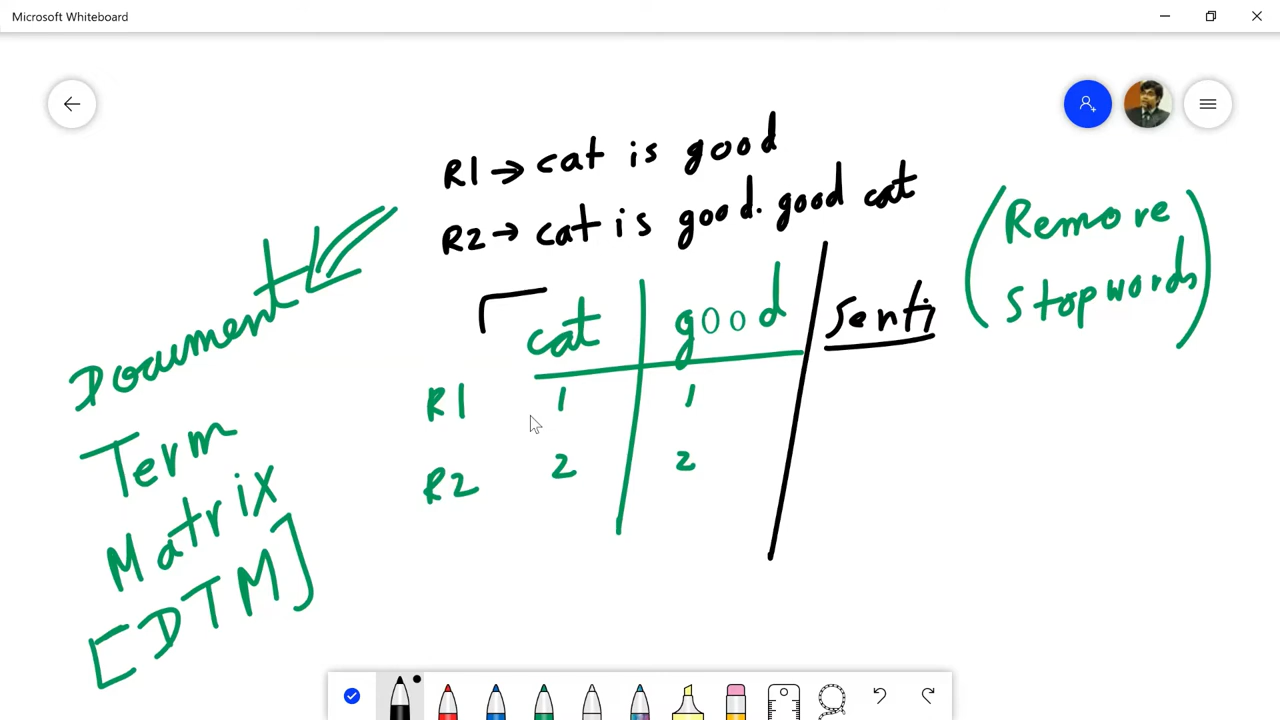 Microsoft Whiteboard
R1 → cat is good
R2 → cat is good. good cat
(Remove
Stopwords)
cat good Senti
R1 1 1
R2 2 2
Document
Term
Matrix
[DTM]